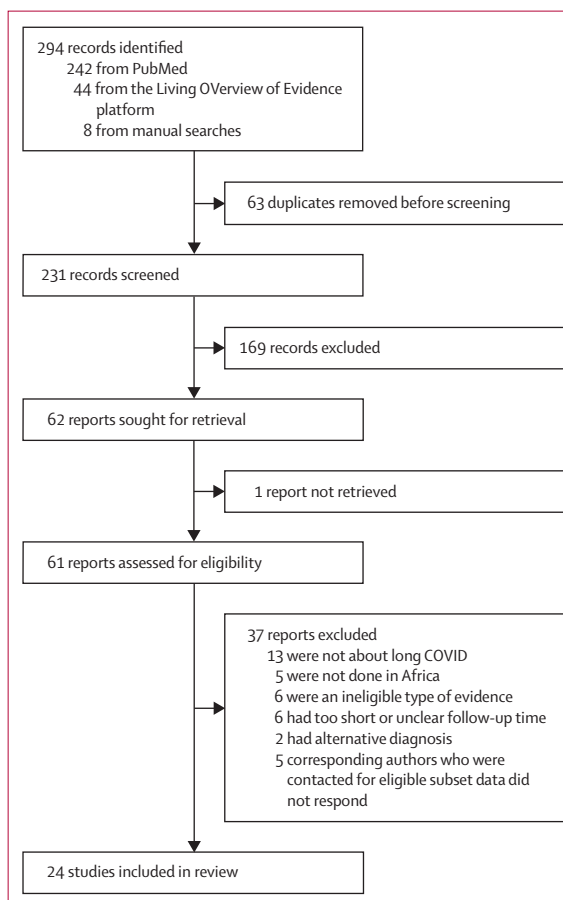 294 records identified
242 from PubMed
44 from the Living OVerview of Evidence
platform
8 from manual searches
63 duplicates removed before screening
231 records screened
169 records excluded
62 reports sought for retrieval
1 report not retrieved
61 reports assessed for eligibility
37 reports excluded
13 were not about long COVID
5 were not done in Africa
6 were an ineligible type of evidence
6 had too short or unclear follow-up time
2 had alternative diagnosis
5 corresponding authors who were
contacted for eligible subset data did
not respond
24 studies included in review